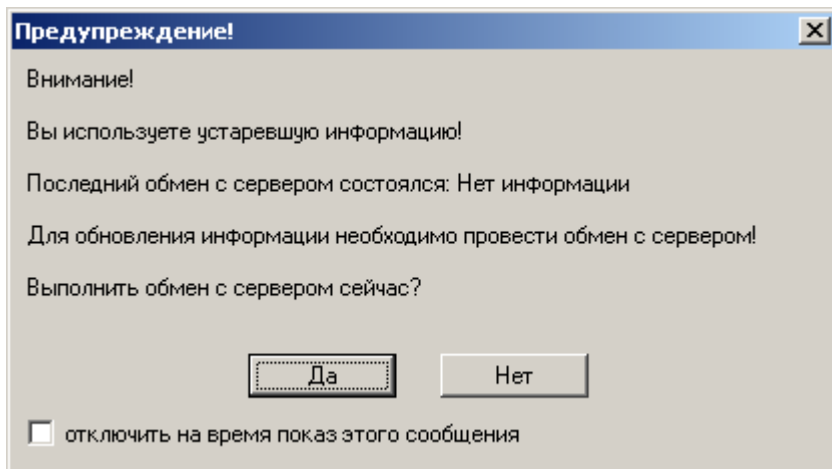 Предупреждение!
Внимание!
Вы используете устаревшую информацию!
Последний обмен с сервером состоялся: Нет информации
Для обновления информации необходимо провести обмен с сервером!
Выполнить обмен с сервером сейчас?
Да
Нет
отключить на время показ этого сообщения